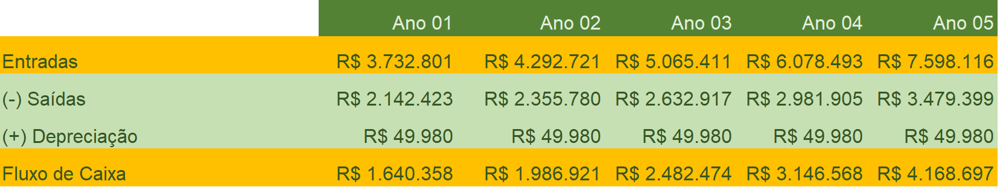 Ano 01 Ano 02 Ano 03 Ano 04 Ano 05
Entradas R$ 3.732.801 R$ 4.292.721 R$ 5.065.411 R$ 6.078.493 R$ 7.598.116
(-) Saídas R$ 2.142.423 R$ 2.355.780 R$ 2.632.917 R$ 2.981.905 R$ 3.479.399
(+) Depreciação R$ 49.980 R$ 49.980 R$ 49.980 R$ 49.980 R$ 49.980
Fluxo de Caixa R$ 1.640.358 R$ 1.986.921 R$ 2.482.474 R$ 3.146.568 R$ 4.168.697